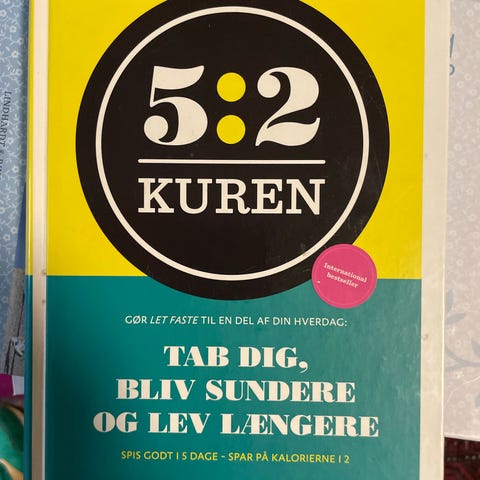 5:2
KUREN
International
bestseller
GØR LET FASTE TIL EN DEL AF DIN HVERDAG:
TAB DIG,
BLIV SUNDERE
OG LEV LÆNGERE
SPIS GODT I 5 DAGE - SPAR PÅ KALORIERNE I 2
LINDHARDT